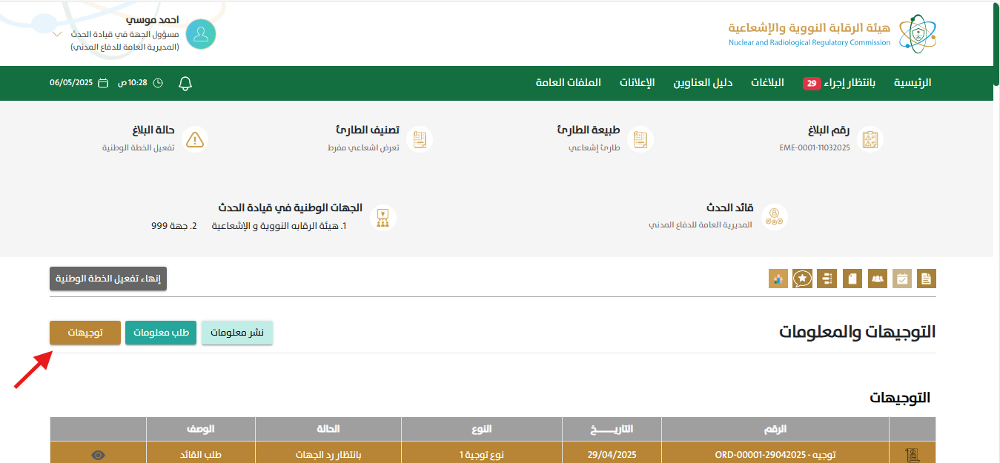 هيئة الرقابة النووية والإشعاعية
Nuclear and Radiological Regulatory Commission
احمد موسي
مسؤول الجهة في قيادة الحدث
(المديرية العامة للدفاع المدني)
الرئيسية بانتظار إجراء 29 البلاغات دليل العناوين الإعلانات الملفات العامة
10:28 ص 06/05/2025
رقم البلاغ
EME-0001-11032025
طبيعة الطارئ
طارئ إشعاعي
تصنيف الطارئ
تعرض اشعاعي مفرط
حالة البلاغ
تفعيل الخطة الوطنية
قائد الحدث
المديرية العامة للدفاع المدني
الجهات الوطنية في قيادة الحدث
1. هيئة الرقابه النووية و الإشعاعية 2. جهة 999
إنهاء تفعيل الخطة الوطنية
التوجيهات والمعلومات
نشر معلومات طلب معلومات توجيهات
التوجيهات
الرقم التاريـــــخ النوع الحالة الوصف
توجيه - ORD-00001-29042025 29/04/2025 نوع توجية 1 بانتظار رد الجهات طلب القائد